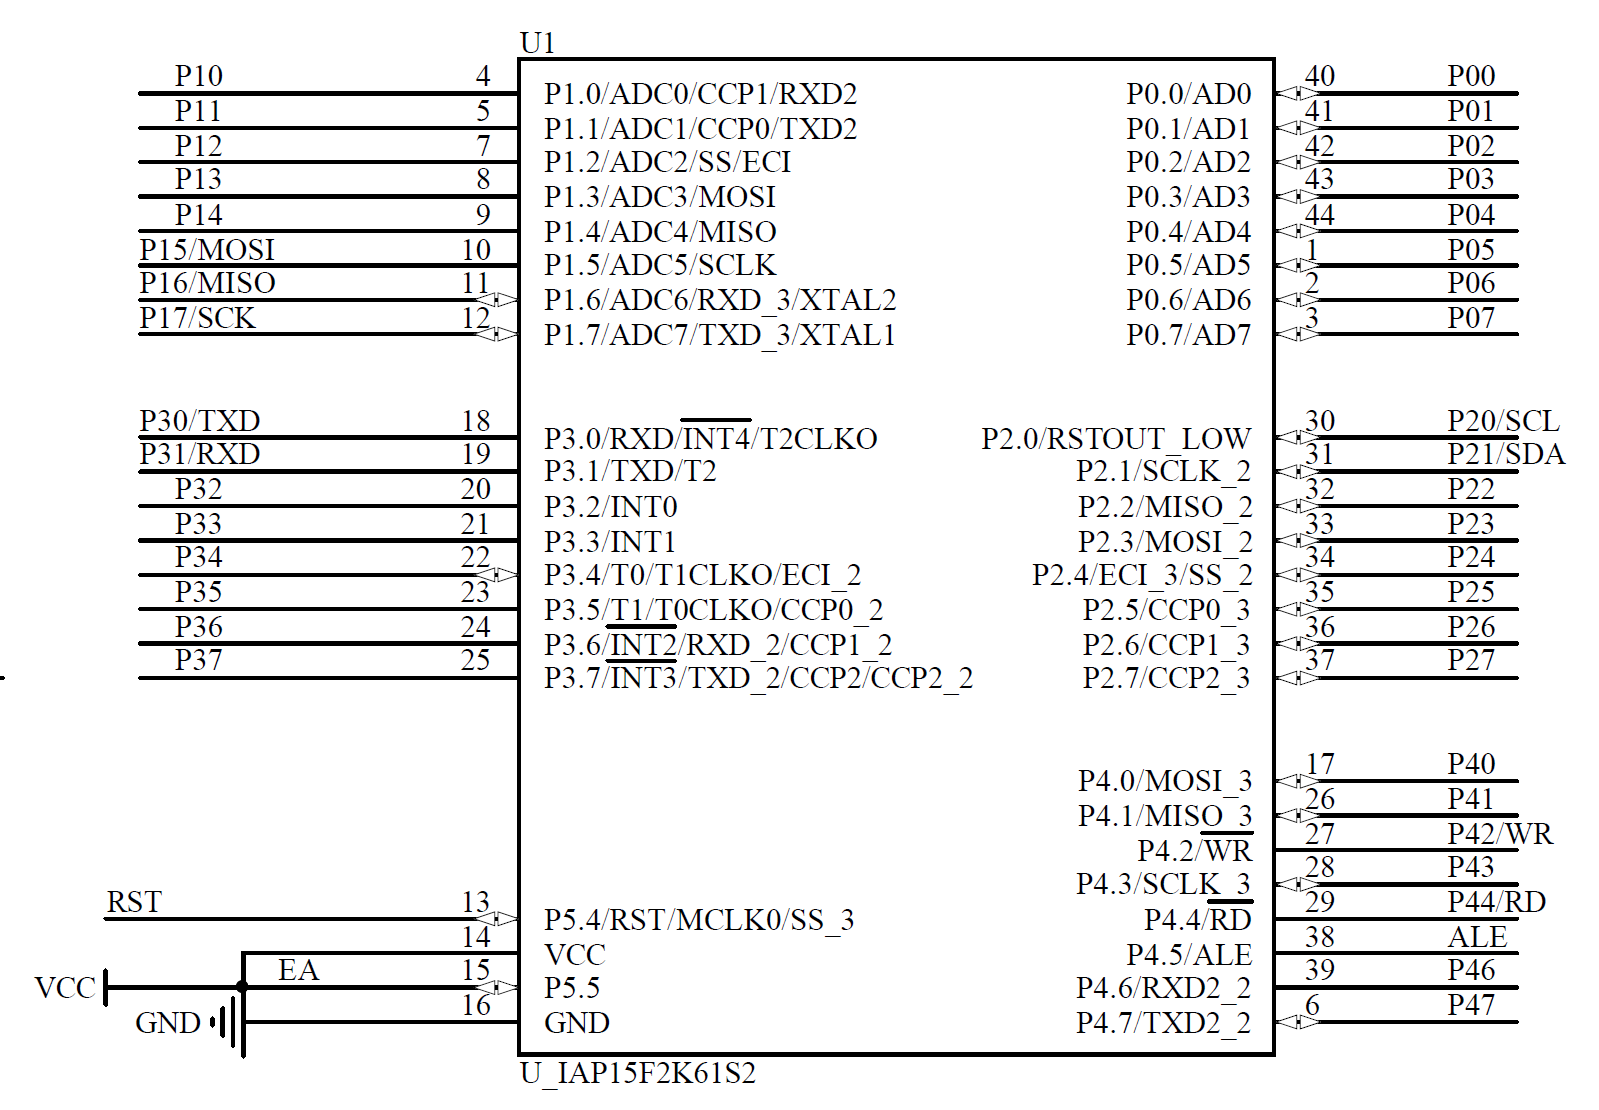 U1
P10 4 P1.0/ADC0/CCP1/RXD2 P0.0/AD0 40 P00
P11 5 P1.1/ADC1/CCP0/TXD2 P0.1/AD1 41 P01
P12 7 P1.2/ADC2/SS/ECI P0.2/AD2 42 P02
P13 8 P1.3/ADC3/MOSI P0.3/AD3 43 P03
P14 9 P1.4/ADC4/MISO P0.4/AD4 44 P04
P15/MOSI 10 P1.5/ADC5/SCLK P0.5/AD5 1 P05
P16/MISO 11 P1.6/ADC6/RXD_3/XTAL2 P0.6/AD6 2 P06
P17/SCK 12 P1.7/ADC7/TXD_3/XTAL1 P0.7/AD7 3 P07
P30/TXD 18 P3.0/RXD/INT4/T2CLKO P2.0/RSTOUT_LOW 30 P20/SCL
P31/RXD 19 P3.1/TXD/T2 P2.1/SCLK_2 31 P21/SDA
P32 20 P3.2/INT0 P2.2/MISO_2 32 P22
P33 21 P3.3/INT1 P2.3/MOSI_2 33 P23
P34 22 P3.4/T0/T1CLKO/ECI_2 P2.4/ECI_3/SS_2 34 P24
P35 23 P3.5/T1/T0CLKO/CCP0_2 P2.5/CCP0_3 35 P25
P36 24 P3.6/INT2/RXD_2/CCP1_2 P2.6/CCP1_3 36 P26
P37 25 P3.7/INT3/TXD_2/CCP2/CCP2_2 P2.7/CCP2_3 37 P27
P4.0/MOSI_3 17 P40
P4.1/MISO_3 26 P41
P4.2/WR 27 P42/WR
P4.3/SCLK_3 28 P43
RST 13 P5.4/RST/MCLK0/SS_3 P4.4/RD 29 P44/RD
14 VCC P4.5/ALE 38 ALE
VCC EA 15 P5.5 P4.6/RXD2_2 39 P46
GND 16 GND P4.7/TXD2_2 6 P47
U_IAP15F2K61S2